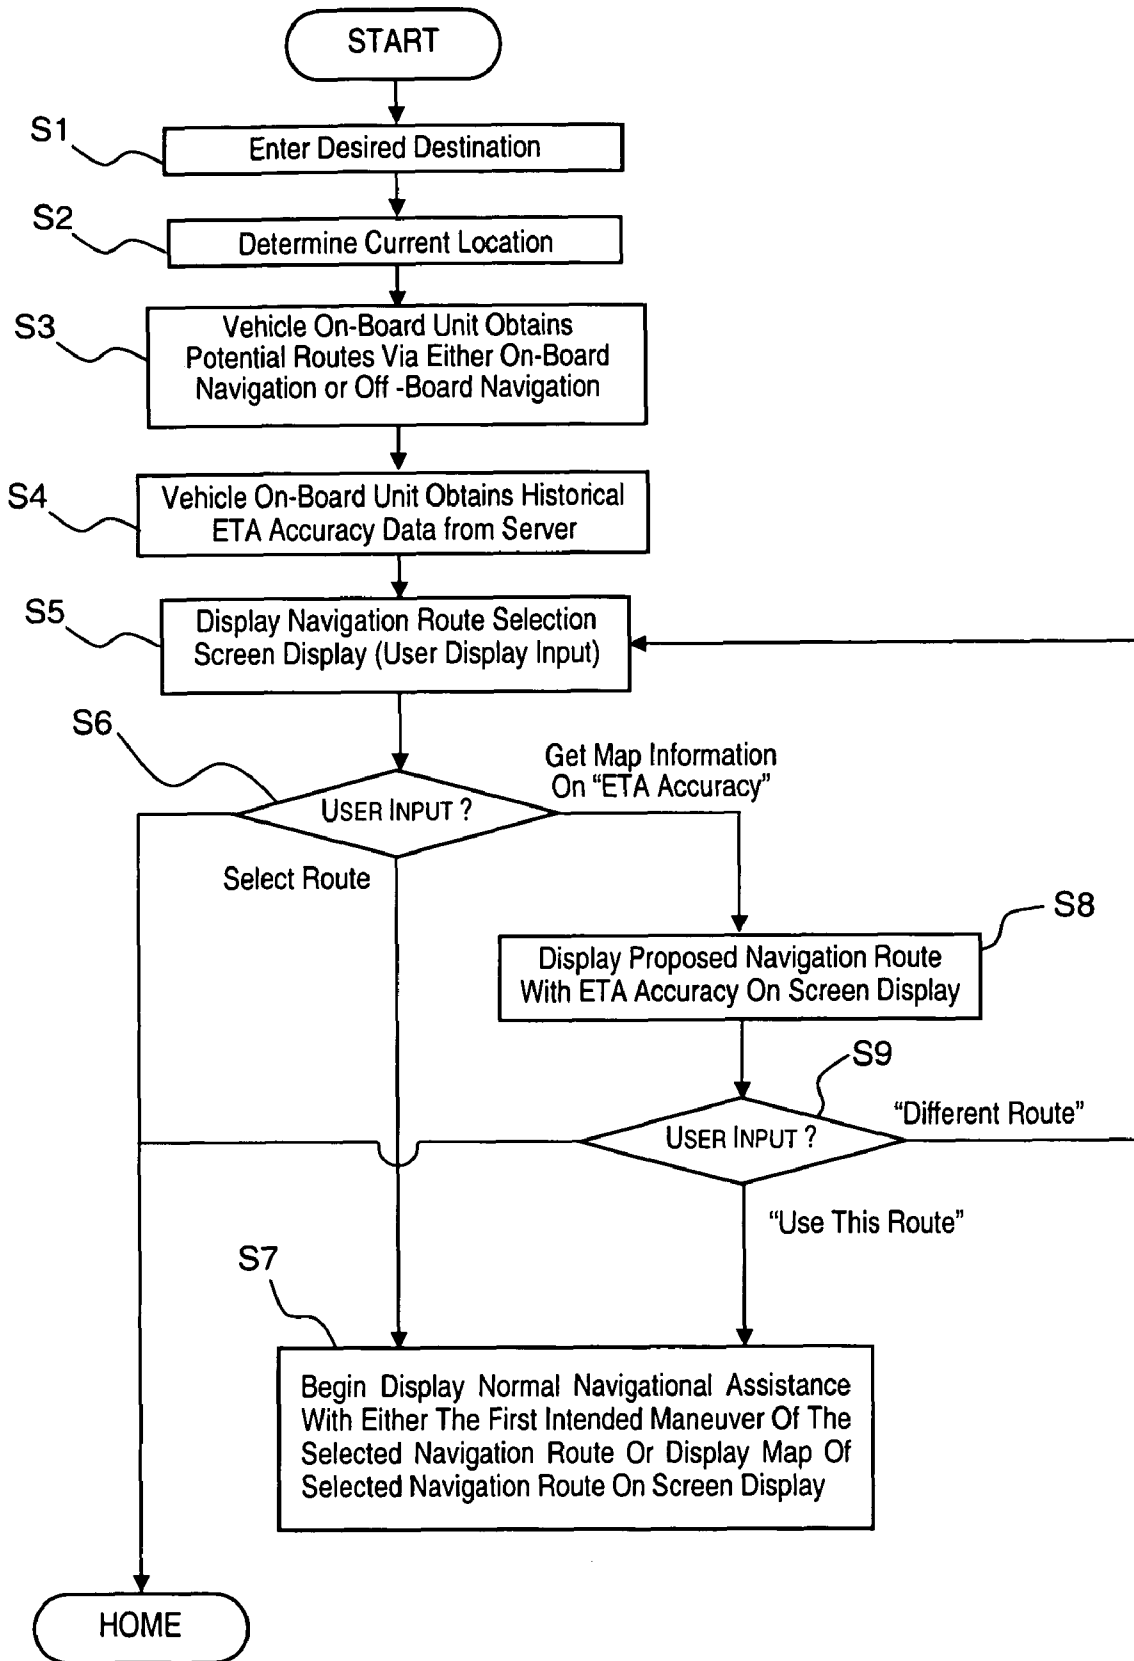 START
S1
Enter Desired Destination
S2
Determine Current Location
S3
Vehicle On-Board Unit Obtains
Potential Routes Via Either On-Board
Navigation or Off -Board Navigation
S4
Vehicle On-Board Unit Obtains Historical
ETA Accuracy Data from Server
S5
Display Navigation Route Selection
Screen Display (User Display Input)
S6
USER INPUT ?
Get Map Information
On "ETA Accuracy"
Select Route
S8
Display Proposed Navigation Route
With ETA Accuracy On Screen Display
S9
USER INPUT ?
"Different Route"
"Use This Route"
S7
Begin Display Normal Navigational Assistance
With Either The First Intended Maneuver Of The
Selected Navigation Route Or Display Map Of
Selected Navigation Route On Screen Display
HOME